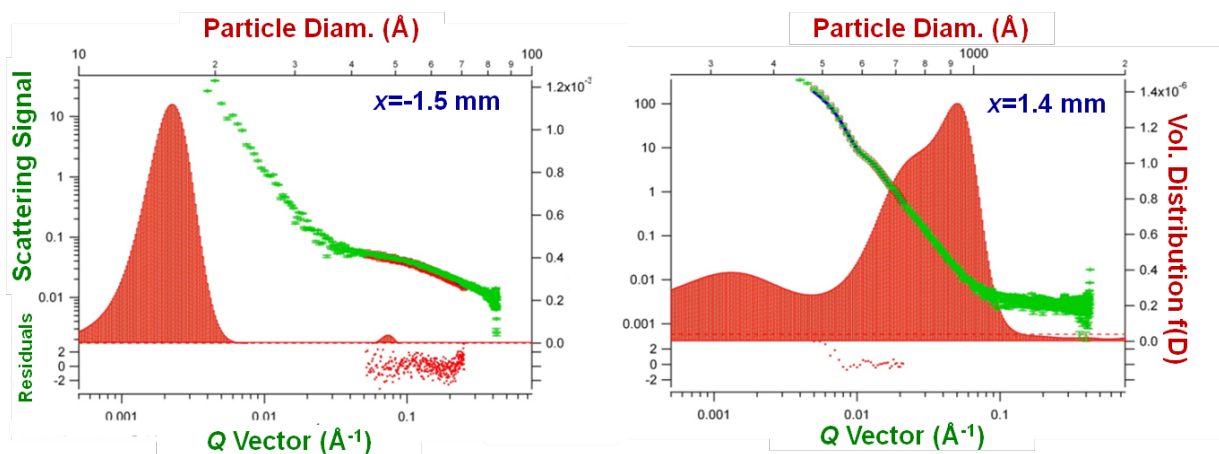 Particle Diam. (Å)
10 2 3 4 5 6 7 8 9 100
x=-1.5 mm
Scattering Signal
10
1
0.1
0.01
1.2x10⁻²
1.0
0.8
0.6
0.4
0.2
0.0
Residuals
2
0
-2
0.001 0.01 0.1
Q Vector (Å⁻¹)
Particle Diam. (Å)
3 4 5 6 7 8 9 1000 2
x=1.4 mm
100
10
1
0.1
0.01
0.001
1.4x10⁻⁶
1.2
1.0
0.8
0.6
0.4
0.2
0.0
Vol. Distribution f(D)
2
0
-2
0.001 0.01 0.1
Q Vector (Å⁻¹)